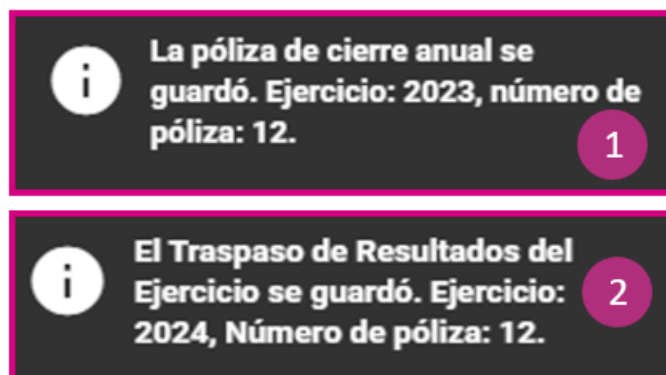 La póliza de cierre anual se
guardó. Ejercicio: 2023, número de
póliza: 12.
1
El Traspaso de Resultados del
Ejercicio se guardó. Ejercicio:
2024, Número de póliza: 12.
2